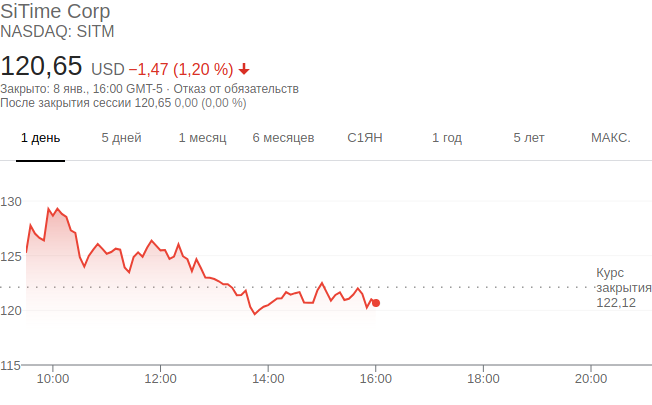 SiTime Corp
NASDAQ: SITM
120,65 USD −1,47 (1,20 %)
Закрыто: 8 янв., 16:00 GMT-5 · Отказ от обязательств
После закрытия сессии 120,65 0,00 (0,00 %)
1 день 5 дней 1 месяц 6 месяцев С1ЯН 1 год 5 лет МАКС.
130
125
Курс
закрытия
122,12
120
115
10:00 12:00 14:00 16:00 18:00 20:00